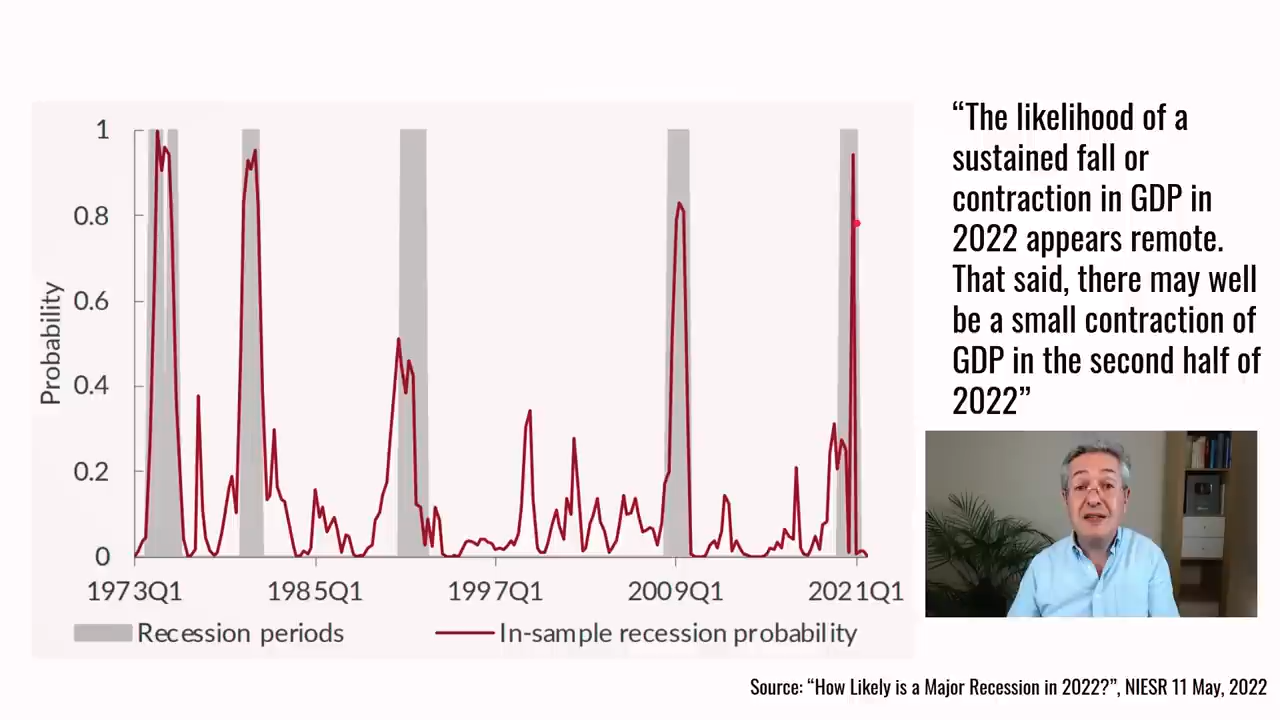 “The likelihood of a
sustained fall or
contraction in GDP in
2022 appears remote.
That said, there may well
be a small contraction of
GDP in the second half of
2022”
Probability
1
0.8
0.6
0.4
0.2
0
1973Q1 1985Q1 1997Q1 2009Q1 2021Q1
Recession periods In-sample recession probability
Source: “How Likely is a Major Recession in 2022?”, NIESR 11 May, 2022